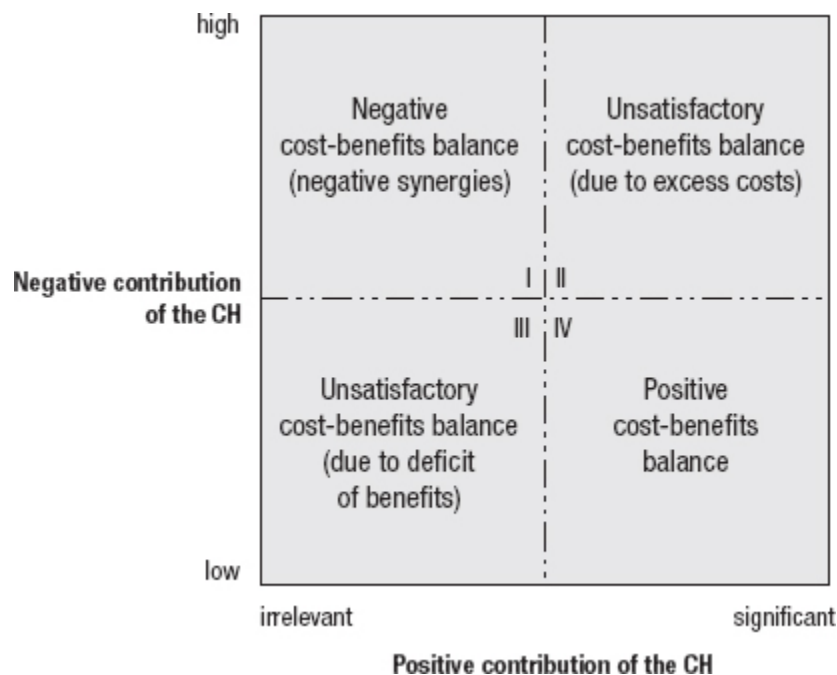 high
Negative
cost-benefits balance
(negative synergies)
Unsatisfactory
cost-benefits balance
(due to excess costs)
Negative contribution
of the CH
I
II
III
IV
Unsatisfactory
cost-benefits balance
(due to deficit
of benefits)
Positive
cost-benefits
balance
low
irrelevant
significant
Positive contribution of the CH